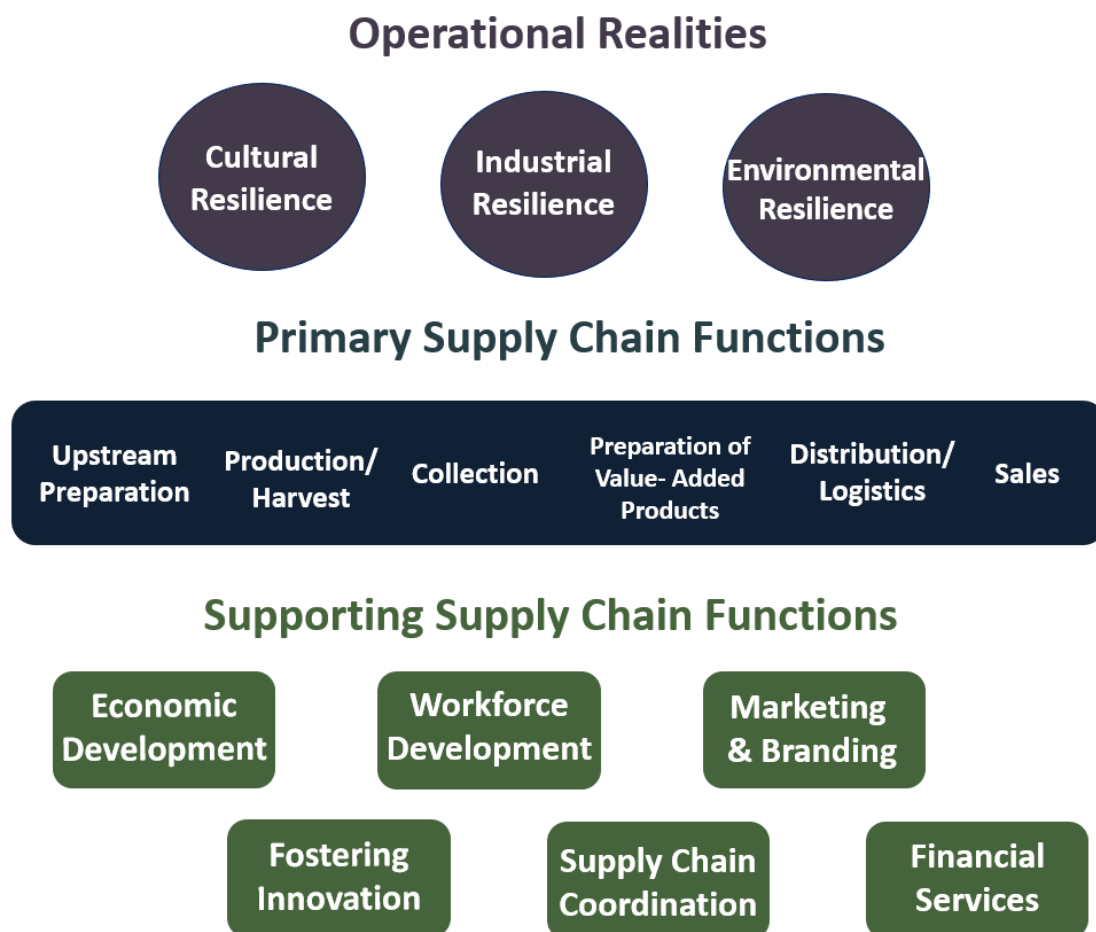 Operational Realities
Cultural
Resilience
Industrial
Resilience
Environmental
Resilience
Primary Supply Chain Functions
Upstream
Preparation
Production/
Harvest
Collection
Preparation of
Value- Added
Products
Distribution/
Logistics
Sales
Supporting Supply Chain Functions
Economic
Development
Workforce
Development
Marketing
& Branding
Fostering
Innovation
Supply Chain
Coordination
Financial
Services